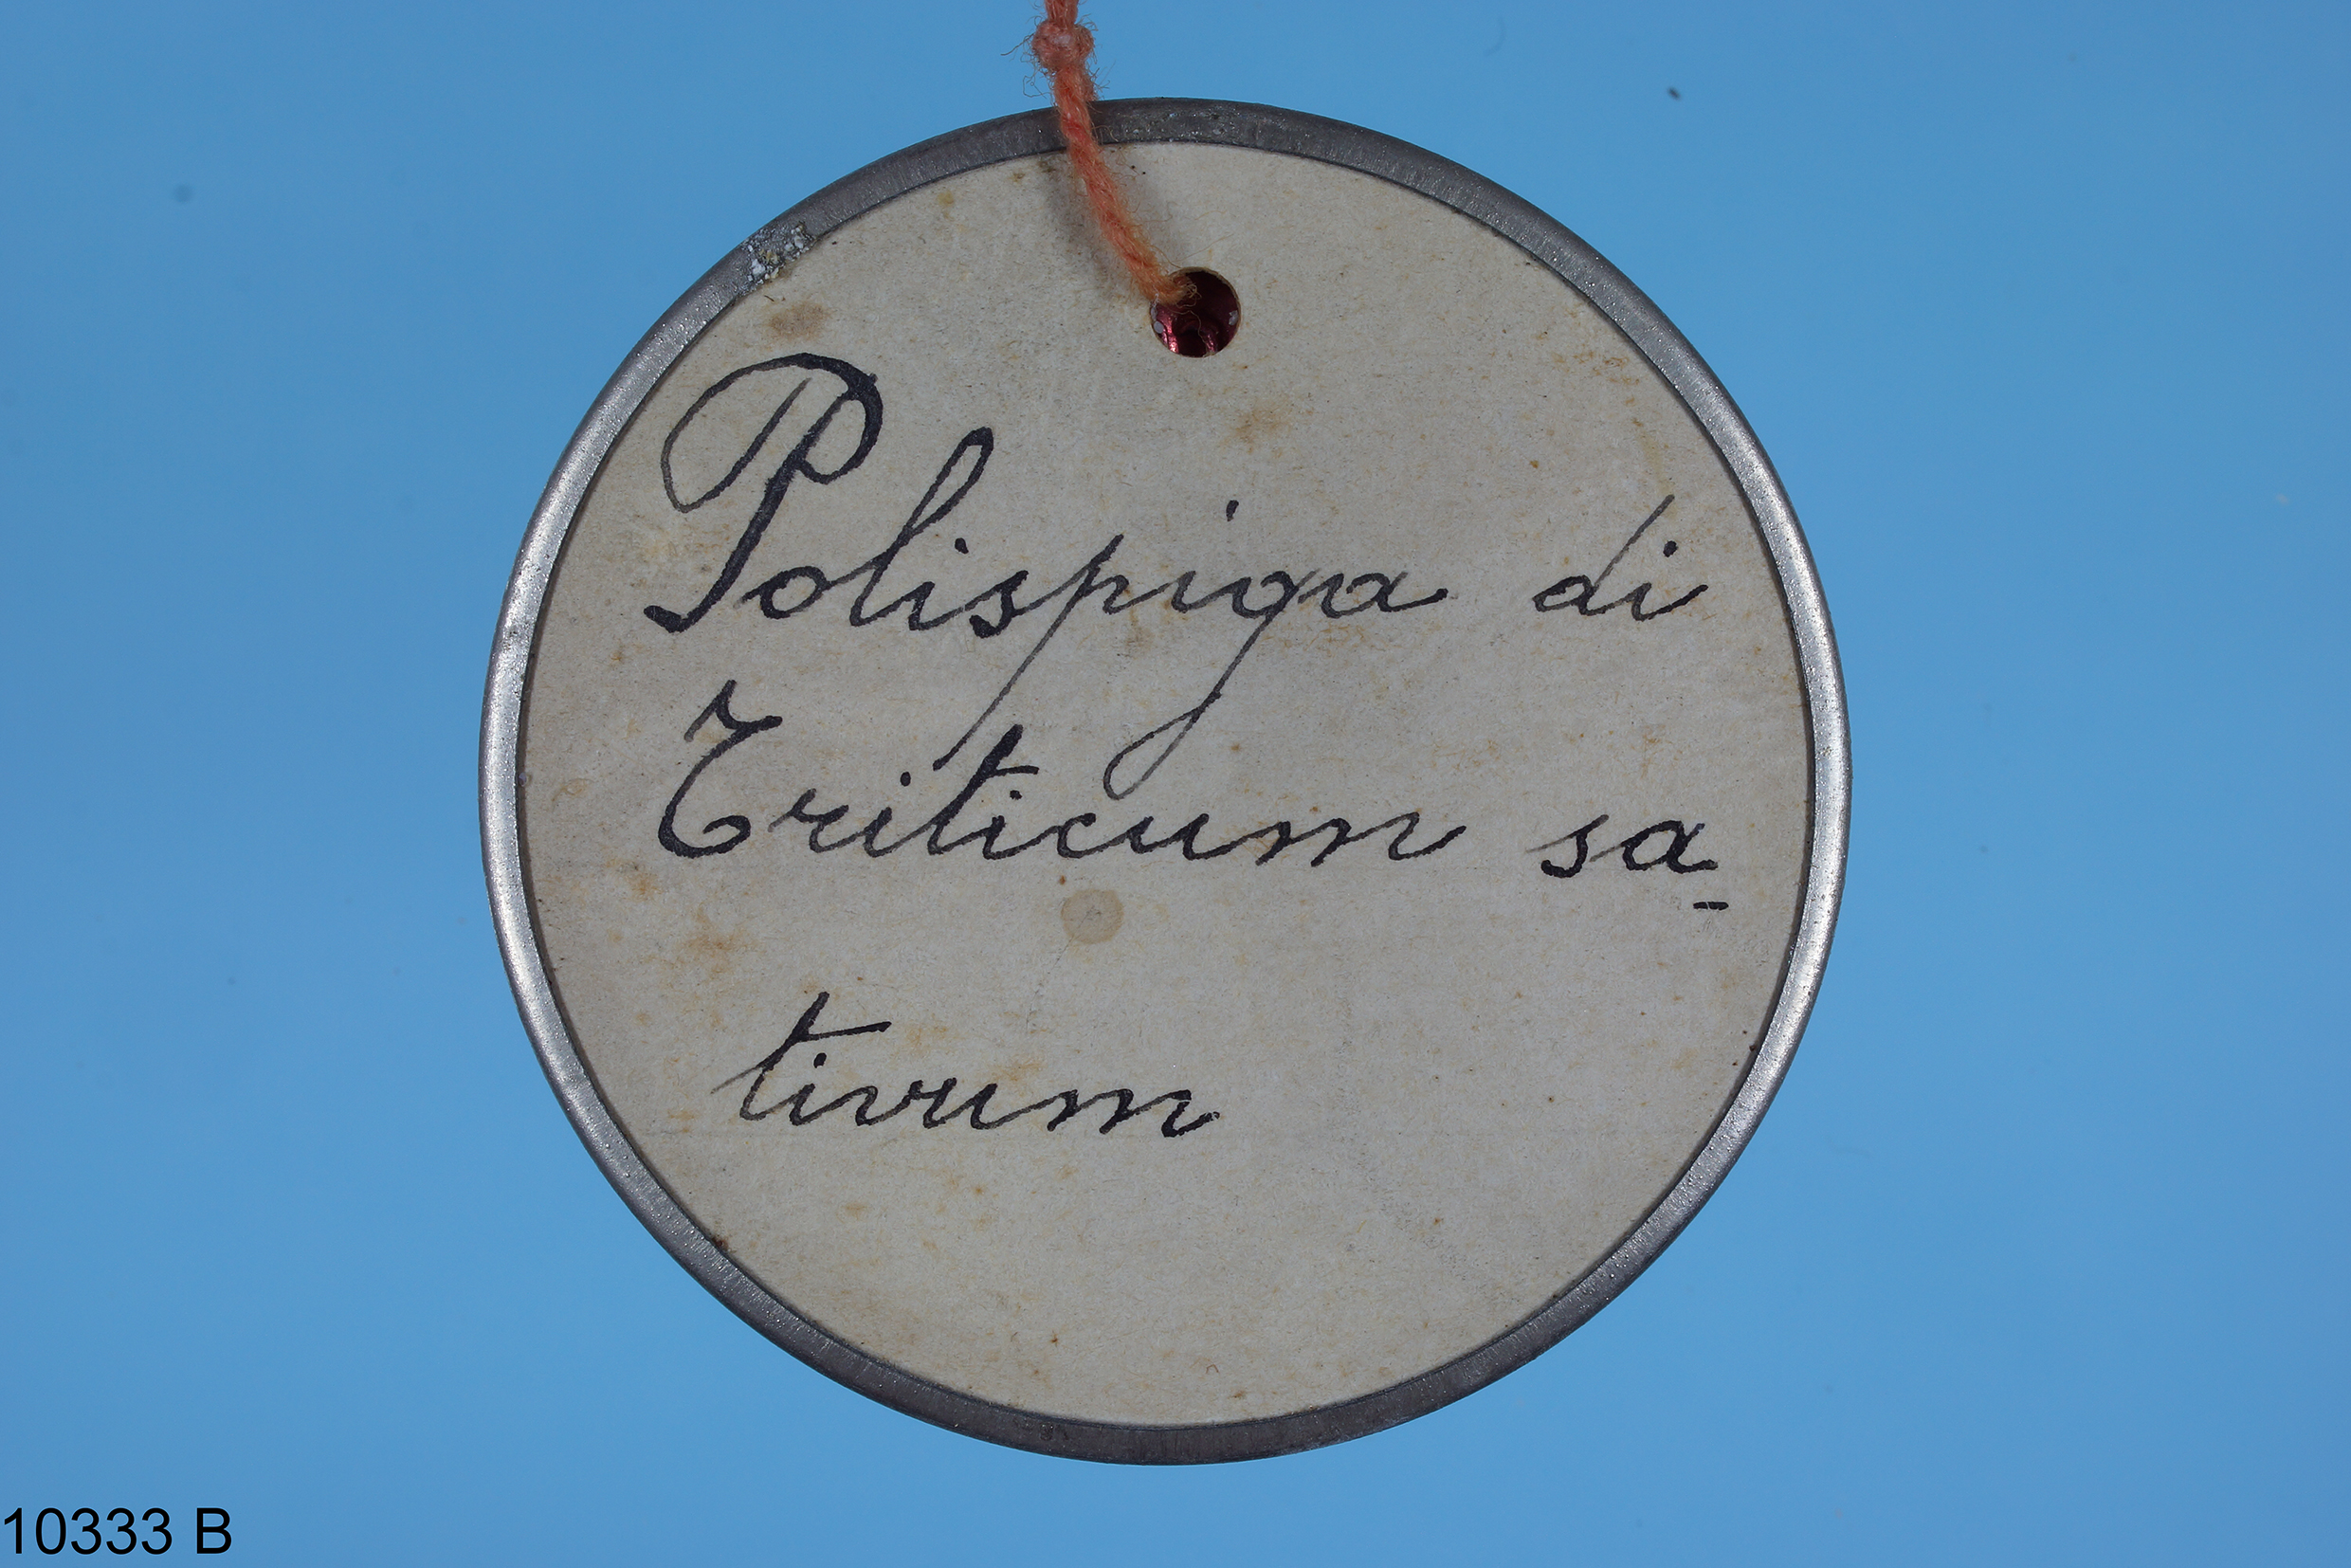 Polispiga di
Triticum sa-
tivum
10333 B